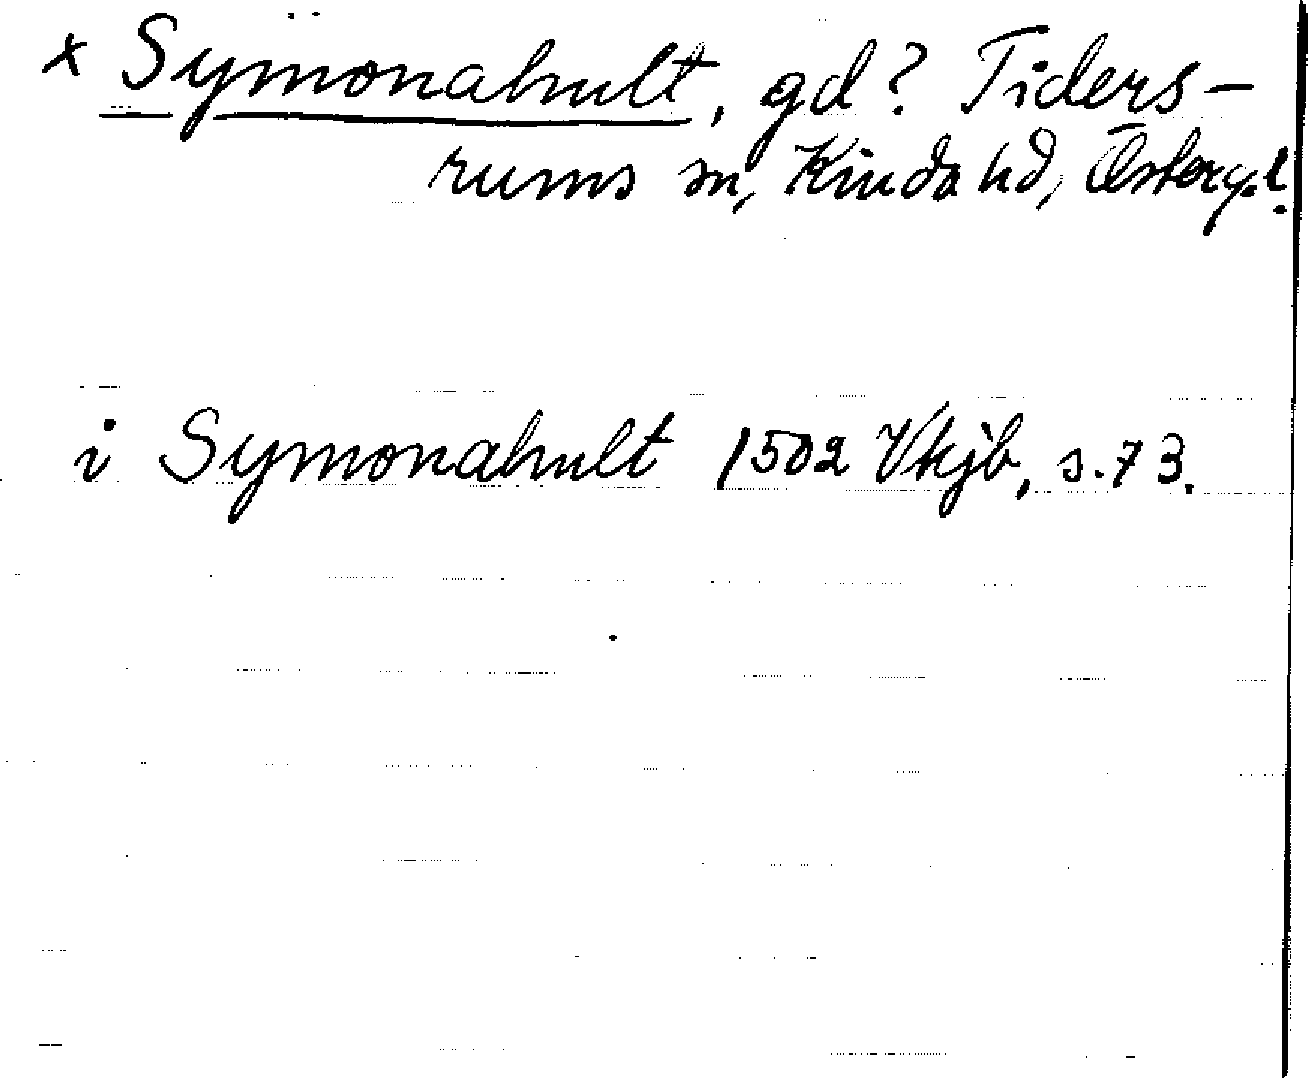 x Symonahult, gd? Tiders-
rums sn, Kinda hd, Östergl.
i Symonahult 1502 Vkjb, s. 73.